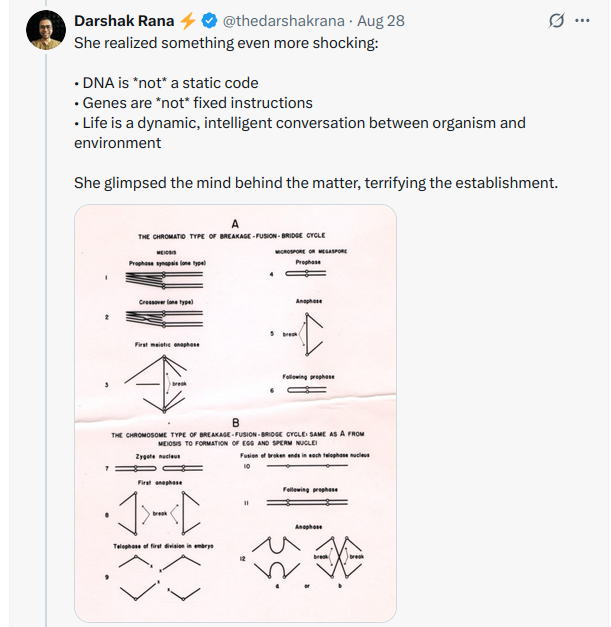 Darshak Rana ⚡ @thedarshakrana · Aug 28
She realized something even more shocking:
• DNA is *not* a static code
• Genes are *not* fixed instructions
• Life is a dynamic, intelligent conversation between organism and
environment
She glimpsed the mind behind the matter, terrifying the establishment.
A
THE CHROMATID TYPE OF BREAKAGE-FUSION-BRIDGE CYCLE
MEIOSIS
Prophase synapsis (one type)
1
Crossover (one type)
2
First meiotic anaphase
3
break
MICROSPORE OR MEGASPORE
Prophase
4
Anaphase
5
break
Following prophase
6
B
THE CHROMOSOME TYPE OF BREAKAGE-FUSION-BRIDGE CYCLE: SAME AS A FROM
MEIOSIS TO FORMATION OF EGG AND SPERM NUCLEI
Zygote nucleus
7
First anaphase
8
break
Telophase of first division in embryo
9
x
x
x
x
Fusion of broken ends in each telophase nucleus
10
Following prophase
11
Anaphase
12
break
break
a
or
b